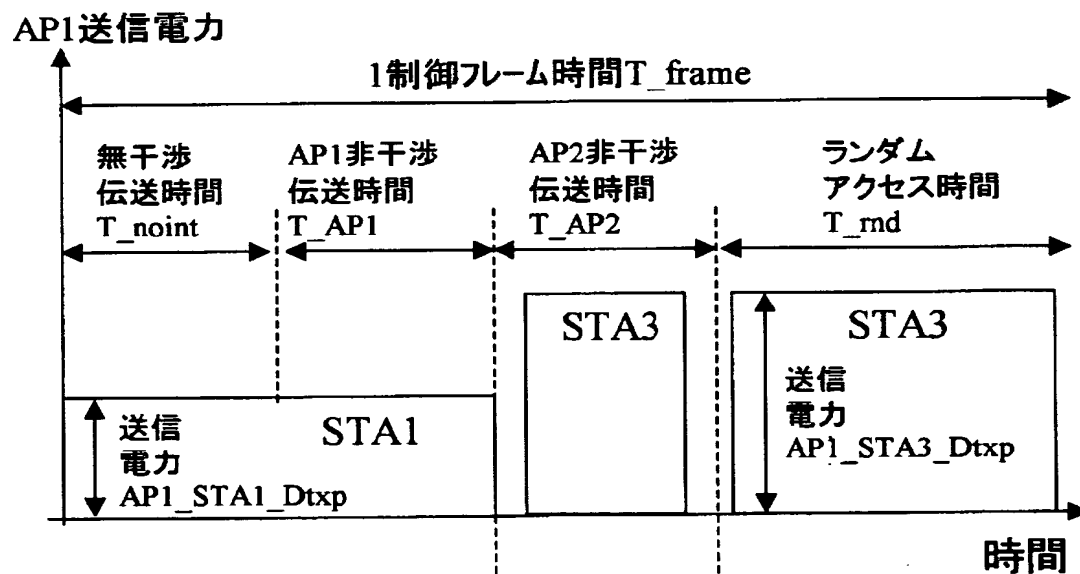 AP1送信電力
1制御フレーム時間T_frame
無干渉
伝送時間
T_noint
AP1非干渉
伝送時間
T_AP1
AP2非干渉
伝送時間
T_AP2
ランダム
アクセス時間
T_rnd
STA3
STA3
送信
電力
AP1_STA3_Dtxp
STA1
送信
電力
AP1_STA1_Dtxp
時間